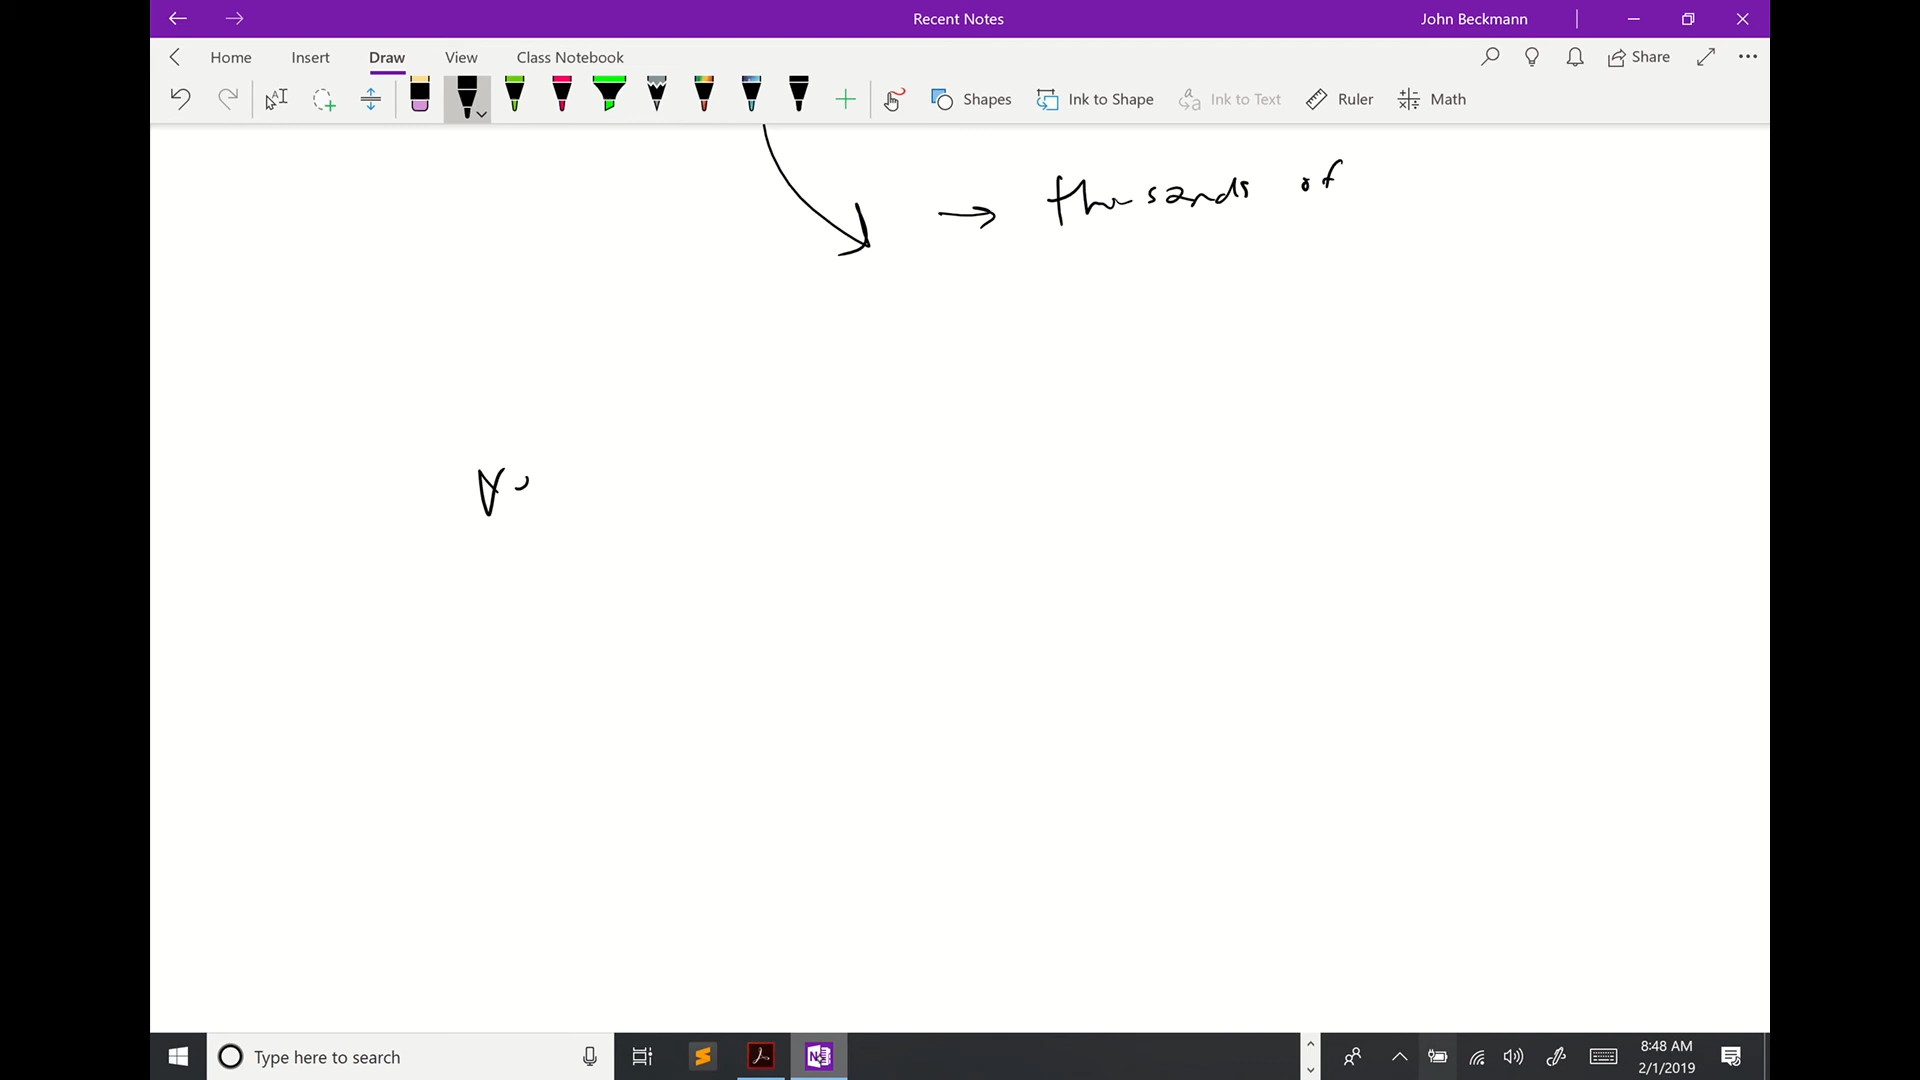 Recent Notes John Beckmann
Home Insert Draw View Class Notebook Share
Shapes Ink to Shape Ink to Text Ruler Math
→ thousands of
Type here to search 8:48 AM
2/1/2019